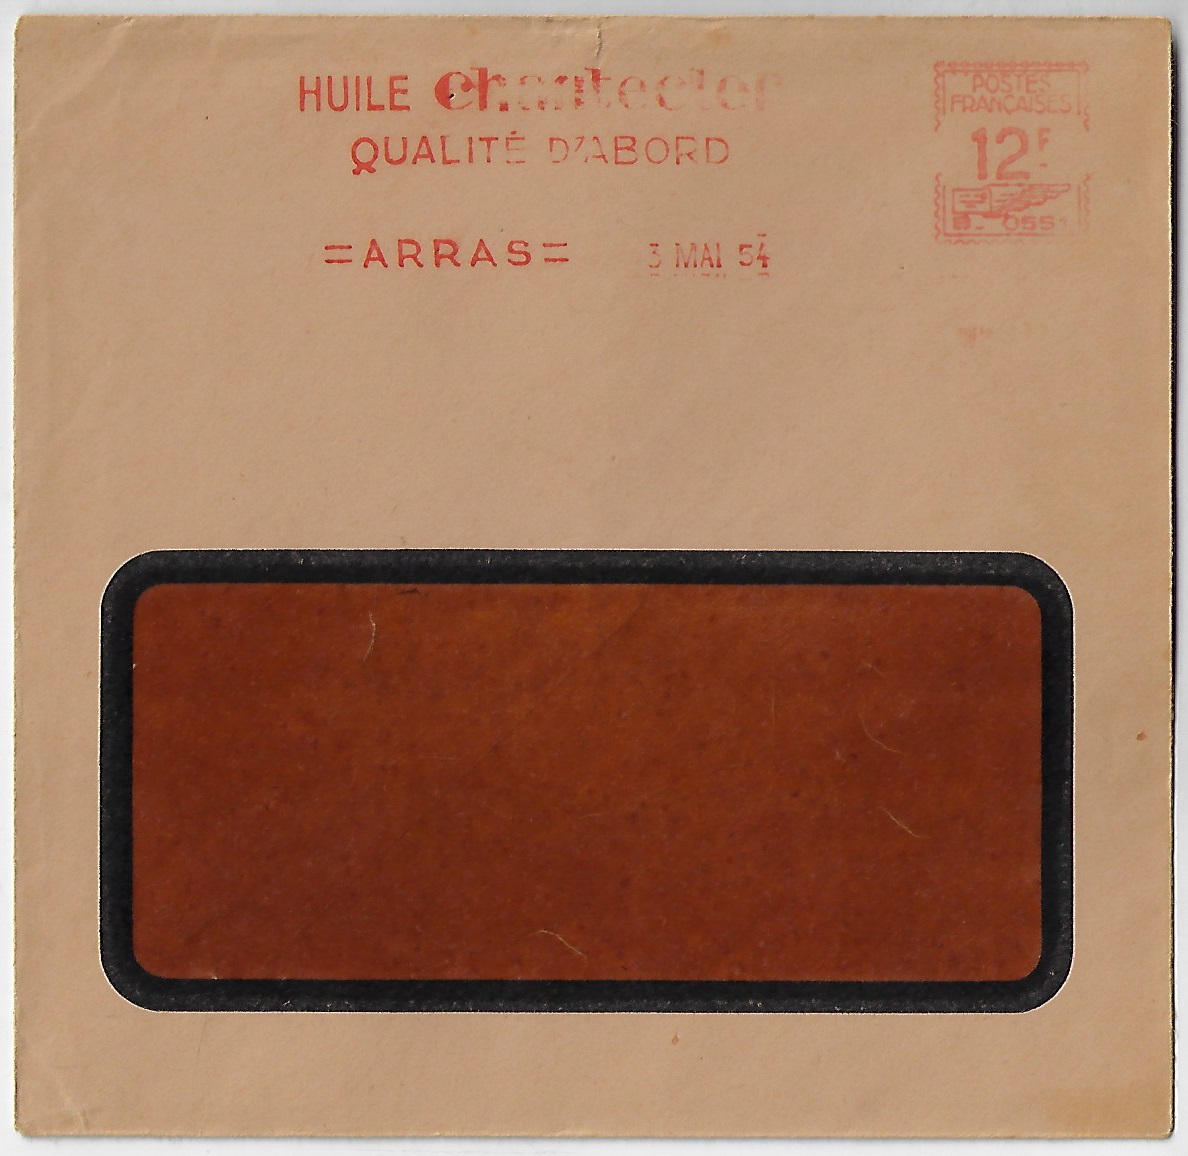 HUILE Chantecler
QUALITÉ D'ABORD
=ARRAS= 3 MAI 54
POSTES
FRANÇAISES
12F